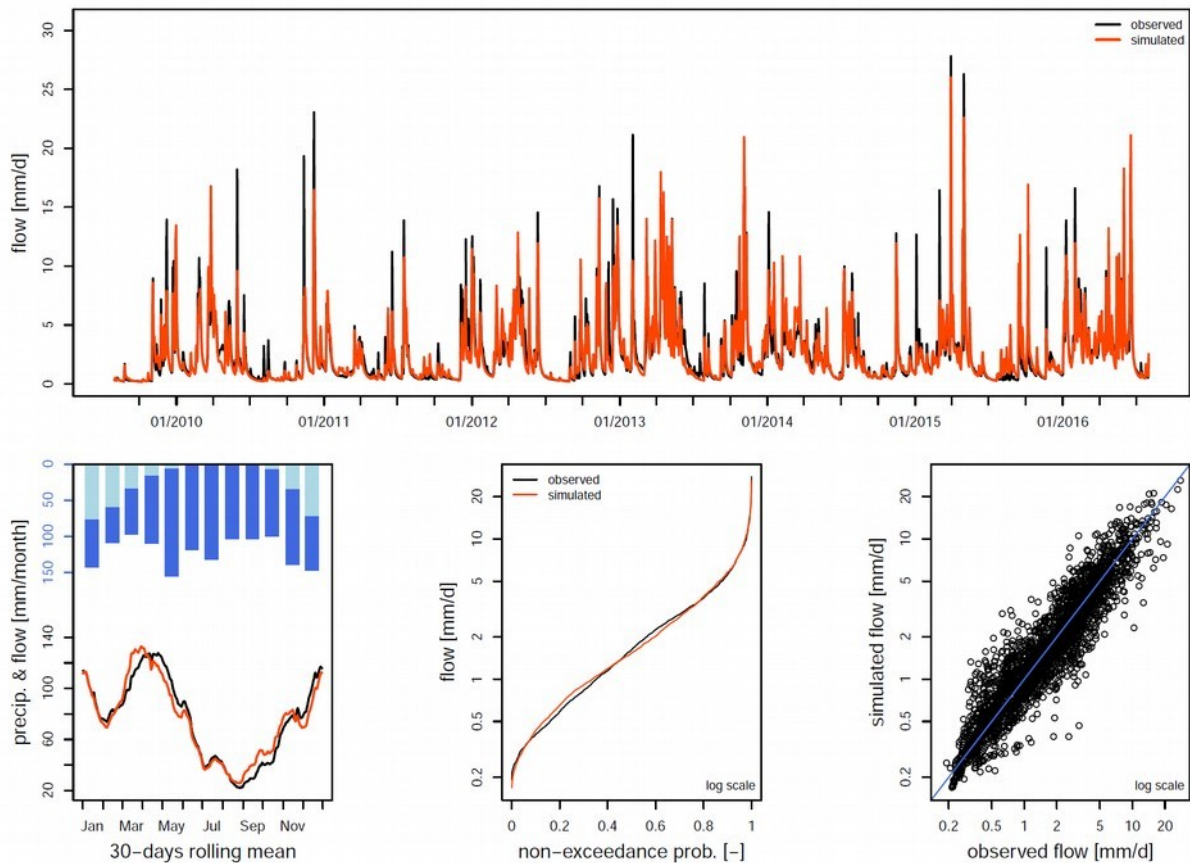 observed
simulated
30
25
20
15
10
5
0
flow [mm/d]
01/2010 01/2011 01/2012 01/2013 01/2014 01/2015 01/2016
0
50
100
150
140
100
60
20
precip. & flow [mm/month]
Jan Mar May Jul Sep Nov
30-days rolling mean
observed
simulated
20
10
5
2
1
0.5
0.2
flow [mm/d]
log scale
0 0.2 0.4 0.6 0.8 1
non-exceedance prob. [-]
20
10
5
2
1
0.5
0.2
simulated flow [mm/d]
log scale
0.2 0.5 1 2 5 10 20
observed flow [mm/d]